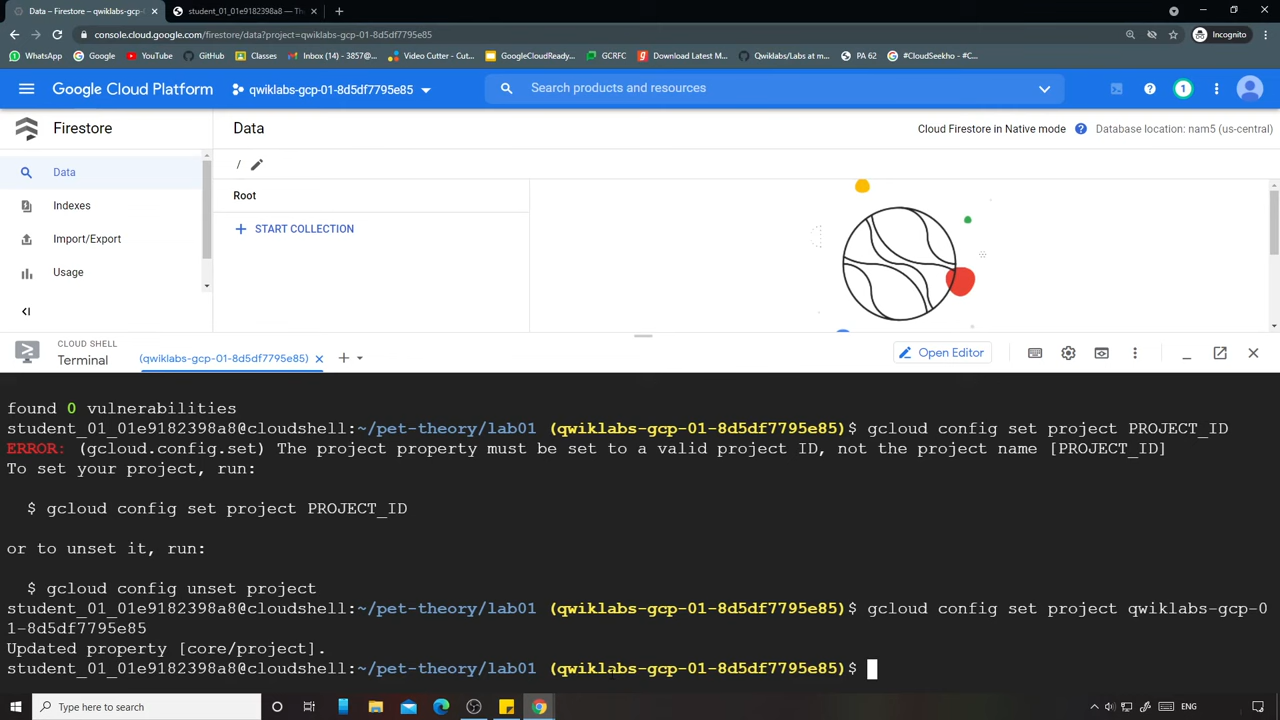 Data – Firestore – qwiklabs-gcp-
student_01_01e9182398a8 — Th
console.cloud.google.com/firestore/data?project=qwiklabs-gcp-01-8d5df7795e85
Incognito
WhatsApp
Google
YouTube
GitHub
Classes
Inbox (14) - 3857@...
Video Cutter - Cut...
GoogleCloudReady...
GCRFC
Download Latest M...
Qwiklabs/Labs at m...
PA 62
#CloudSeekho - #C...
Google Cloud Platform
qwiklabs-gcp-01-8d5df7795e85
Search products and resources
1
Firestore
Data
Cloud Firestore in Native mode
Database location: nam5 (us-central)
Data
/
Indexes
Root
Import/Export
START COLLECTION
Usage
CLOUD SHELL
Terminal
(qwiklabs-gcp-01-8d5df7795e85)
Open Editor
found 0 vulnerabilities
student_01_01e9182398a8@cloudshell:~/pet-theory/lab01 (qwiklabs-gcp-01-8d5df7795e85)$ gcloud config set project PROJECT_ID
ERROR: (gcloud.config.set) The project property must be set to a valid project ID, not the project name [PROJECT_ID]
To set your project, run:
$ gcloud config set project PROJECT_ID
or to unset it, run:
$ gcloud config unset project
student_01_01e9182398a8@cloudshell:~/pet-theory/lab01 (qwiklabs-gcp-01-8d5df7795e85)$ gcloud config set project qwiklabs-gcp-0
1-8d5df7795e85
Updated property [core/project].
student_01_01e9182398a8@cloudshell:~/pet-theory/lab01 (qwiklabs-gcp-01-8d5df7795e85)$
Type here to search
ENG